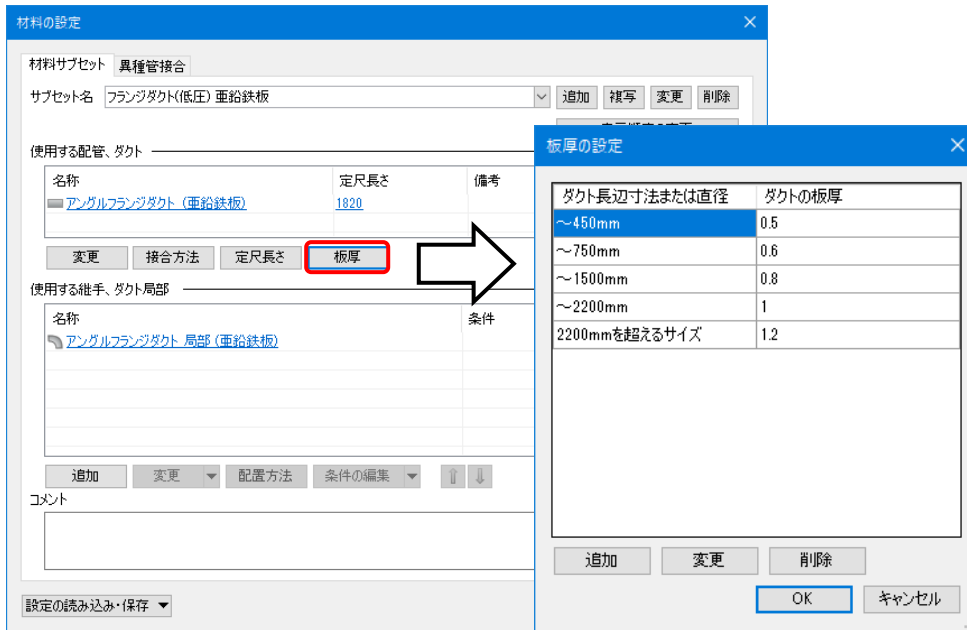 材料の設定
材料サブセット 異種管接合
サブセット名 フランジダクト(低圧) 亜鉛鉄板 追加 複写 変更 削除
使用する配管、ダクト
名称 定尺長さ 備考
アングルフランジダクト (亜鉛鉄板) 1820
変更 接合方法 定尺長さ 板厚
使用する継手、ダクト局部
名称 条件
アングルフランジダクト 局部 (亜鉛鉄板)
追加 変更 配置方法 条件の編集
コメント
設定の読み込み・保存
板厚の設定
ダクト長辺寸法または直径 ダクトの板厚
～450mm 0.5
～750mm 0.6
～1500mm 0.8
～2200mm 1
2200mmを超えるサイズ 1.2
追加 変更 削除
OK キャンセル